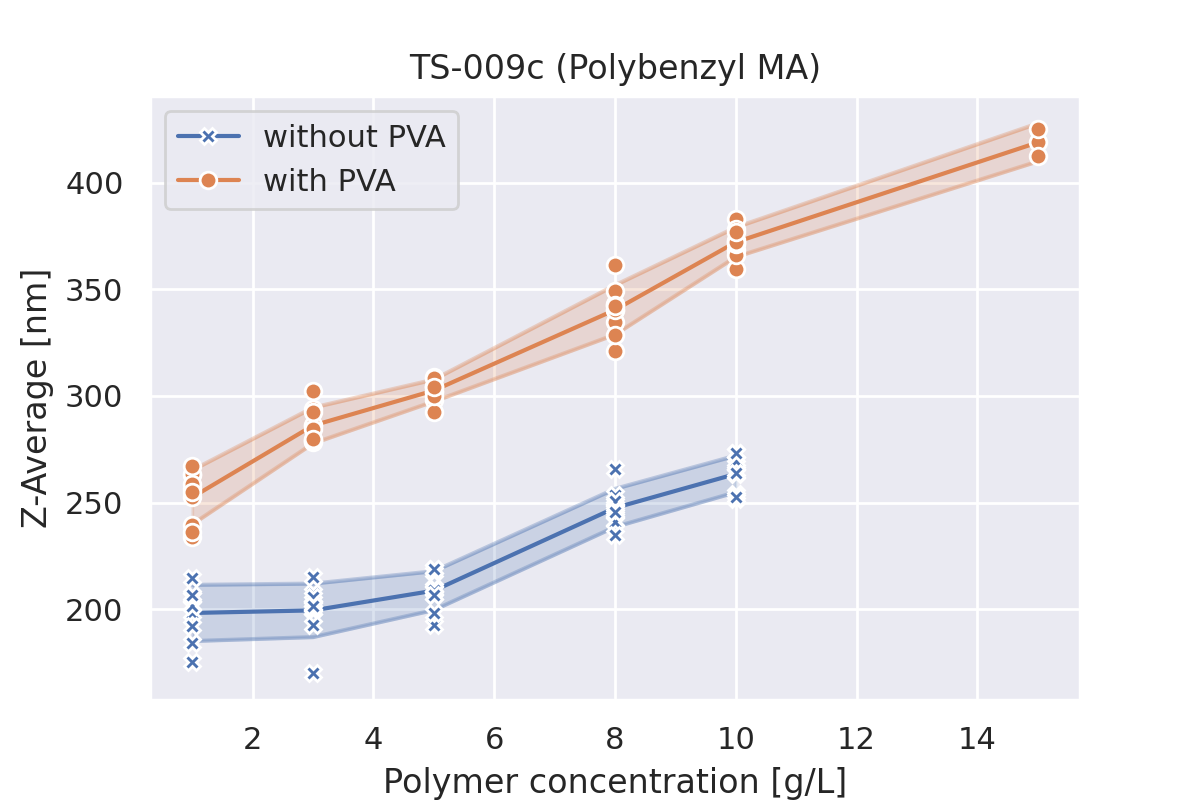 TS-009c (Polybenzyl MA)
without PVA
with PVA
Z-Average [nm]
400
350
300
250
200
2 4 6 8 10 12 14
Polymer concentration [g/L]